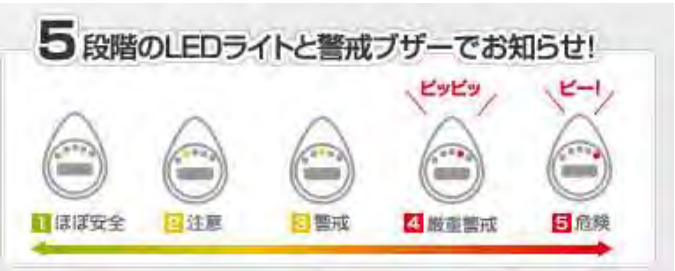 5段階のLEDライトと警戒ブザーでお知らせ!
ピッピッ
ピー!
1 ほぼ安全
2 注意
3 警戒
4 厳重警戒
5 危険